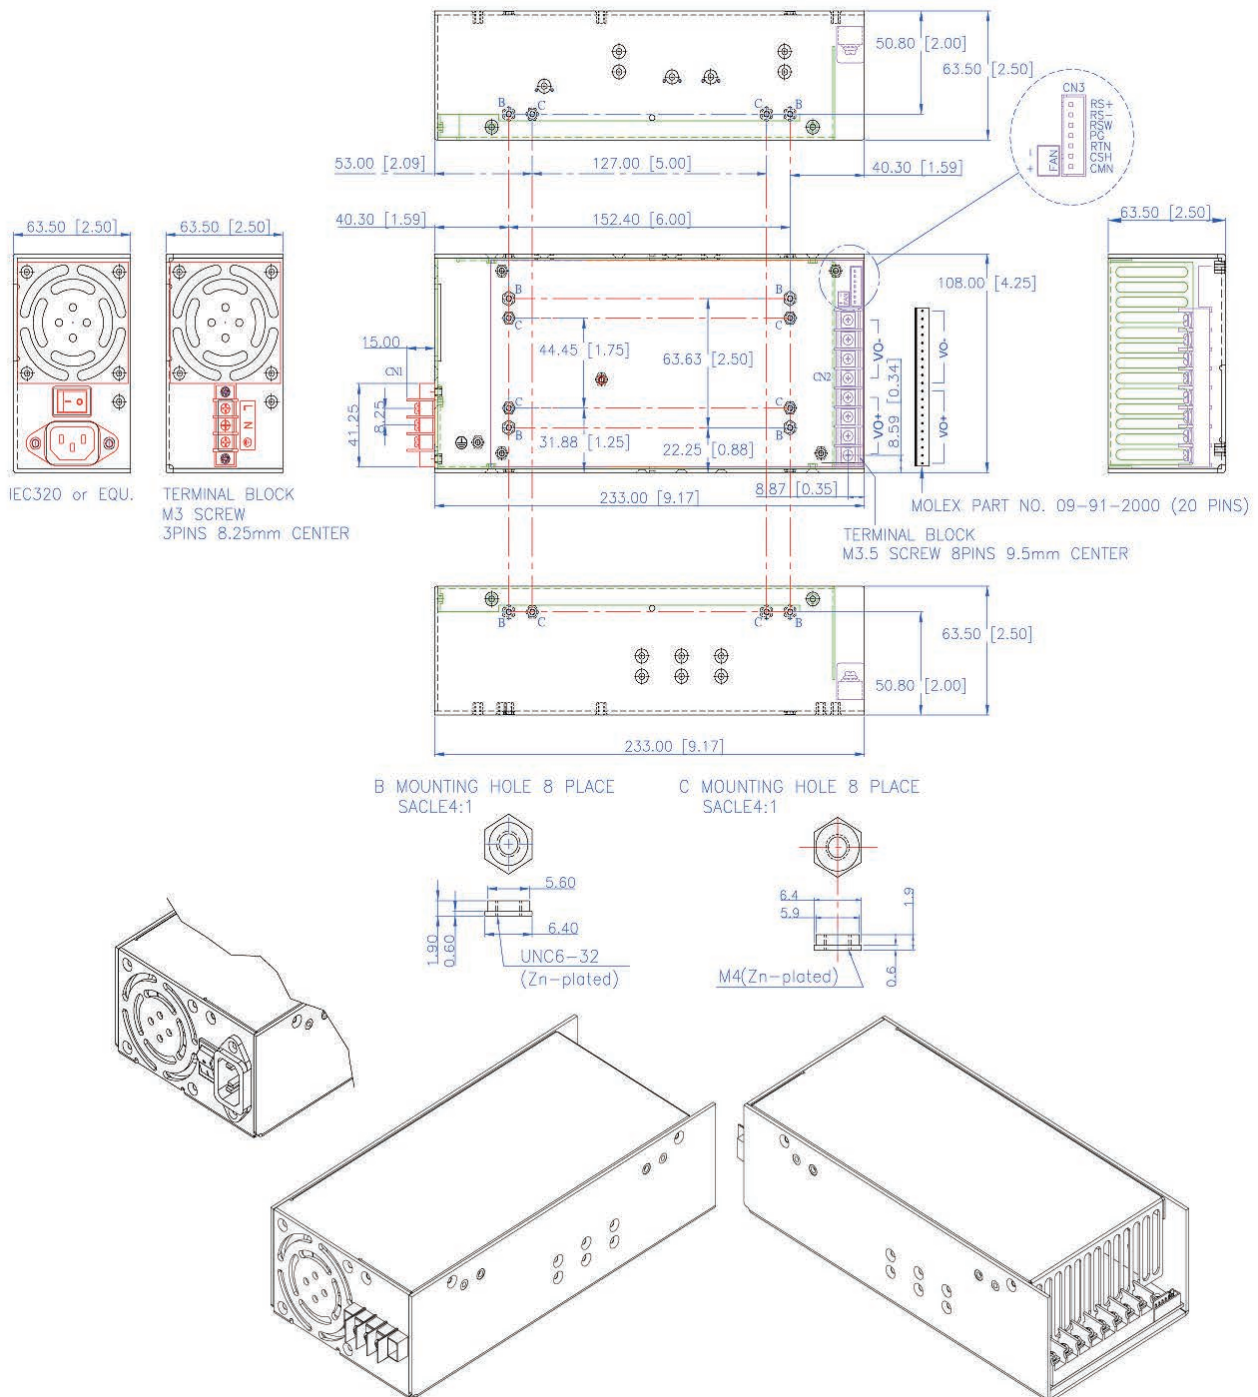 50.80 [2.00]
63.50 [2.50]
B
C
C
B
CN3
RS+
RS-
RSW
PG
RTN
CSH
CMN
-
+
FAN
53.00 [2.09]
127.00 [5.00]
40.30 [1.59]
63.50 [2.50]
63.50 [2.50]
40.30 [1.59]
152.40 [6.00]
63.50 [2.50]
B
B
C
C
108.00 [4.25]
15.00
CN1
44.45 [1.75]
63.63 [2.50]
CN2
VO-
VO-
41.25
8.25
8.59 [0.34]
VO+
VO+
C
C
B
B
31.88 [1.25]
22.25 [0.88]
L
N
IEC320 or EQU.
TERMINAL BLOCK
M3 SCREW
3PINS 8.25mm CENTER
233.00 [9.17]
8.87 [0.35]
MOLEX PART NO. 09-91-2000 (20 PINS)
TERMINAL BLOCK
M3.5 SCREW 8PINS 9.5mm CENTER
B
C
C
B
63.50 [2.50]
50.80 [2.00]
233.00 [9.17]
B MOUNTING HOLE 8 PLACE
SACLE4:1
C MOUNTING HOLE 8 PLACE
SACLE4:1
5.60
6.40
1.90
0.60
UNC6-32
(Zn-plated)
6.4
5.9
1.9
0.6
M4(Zn-plated)